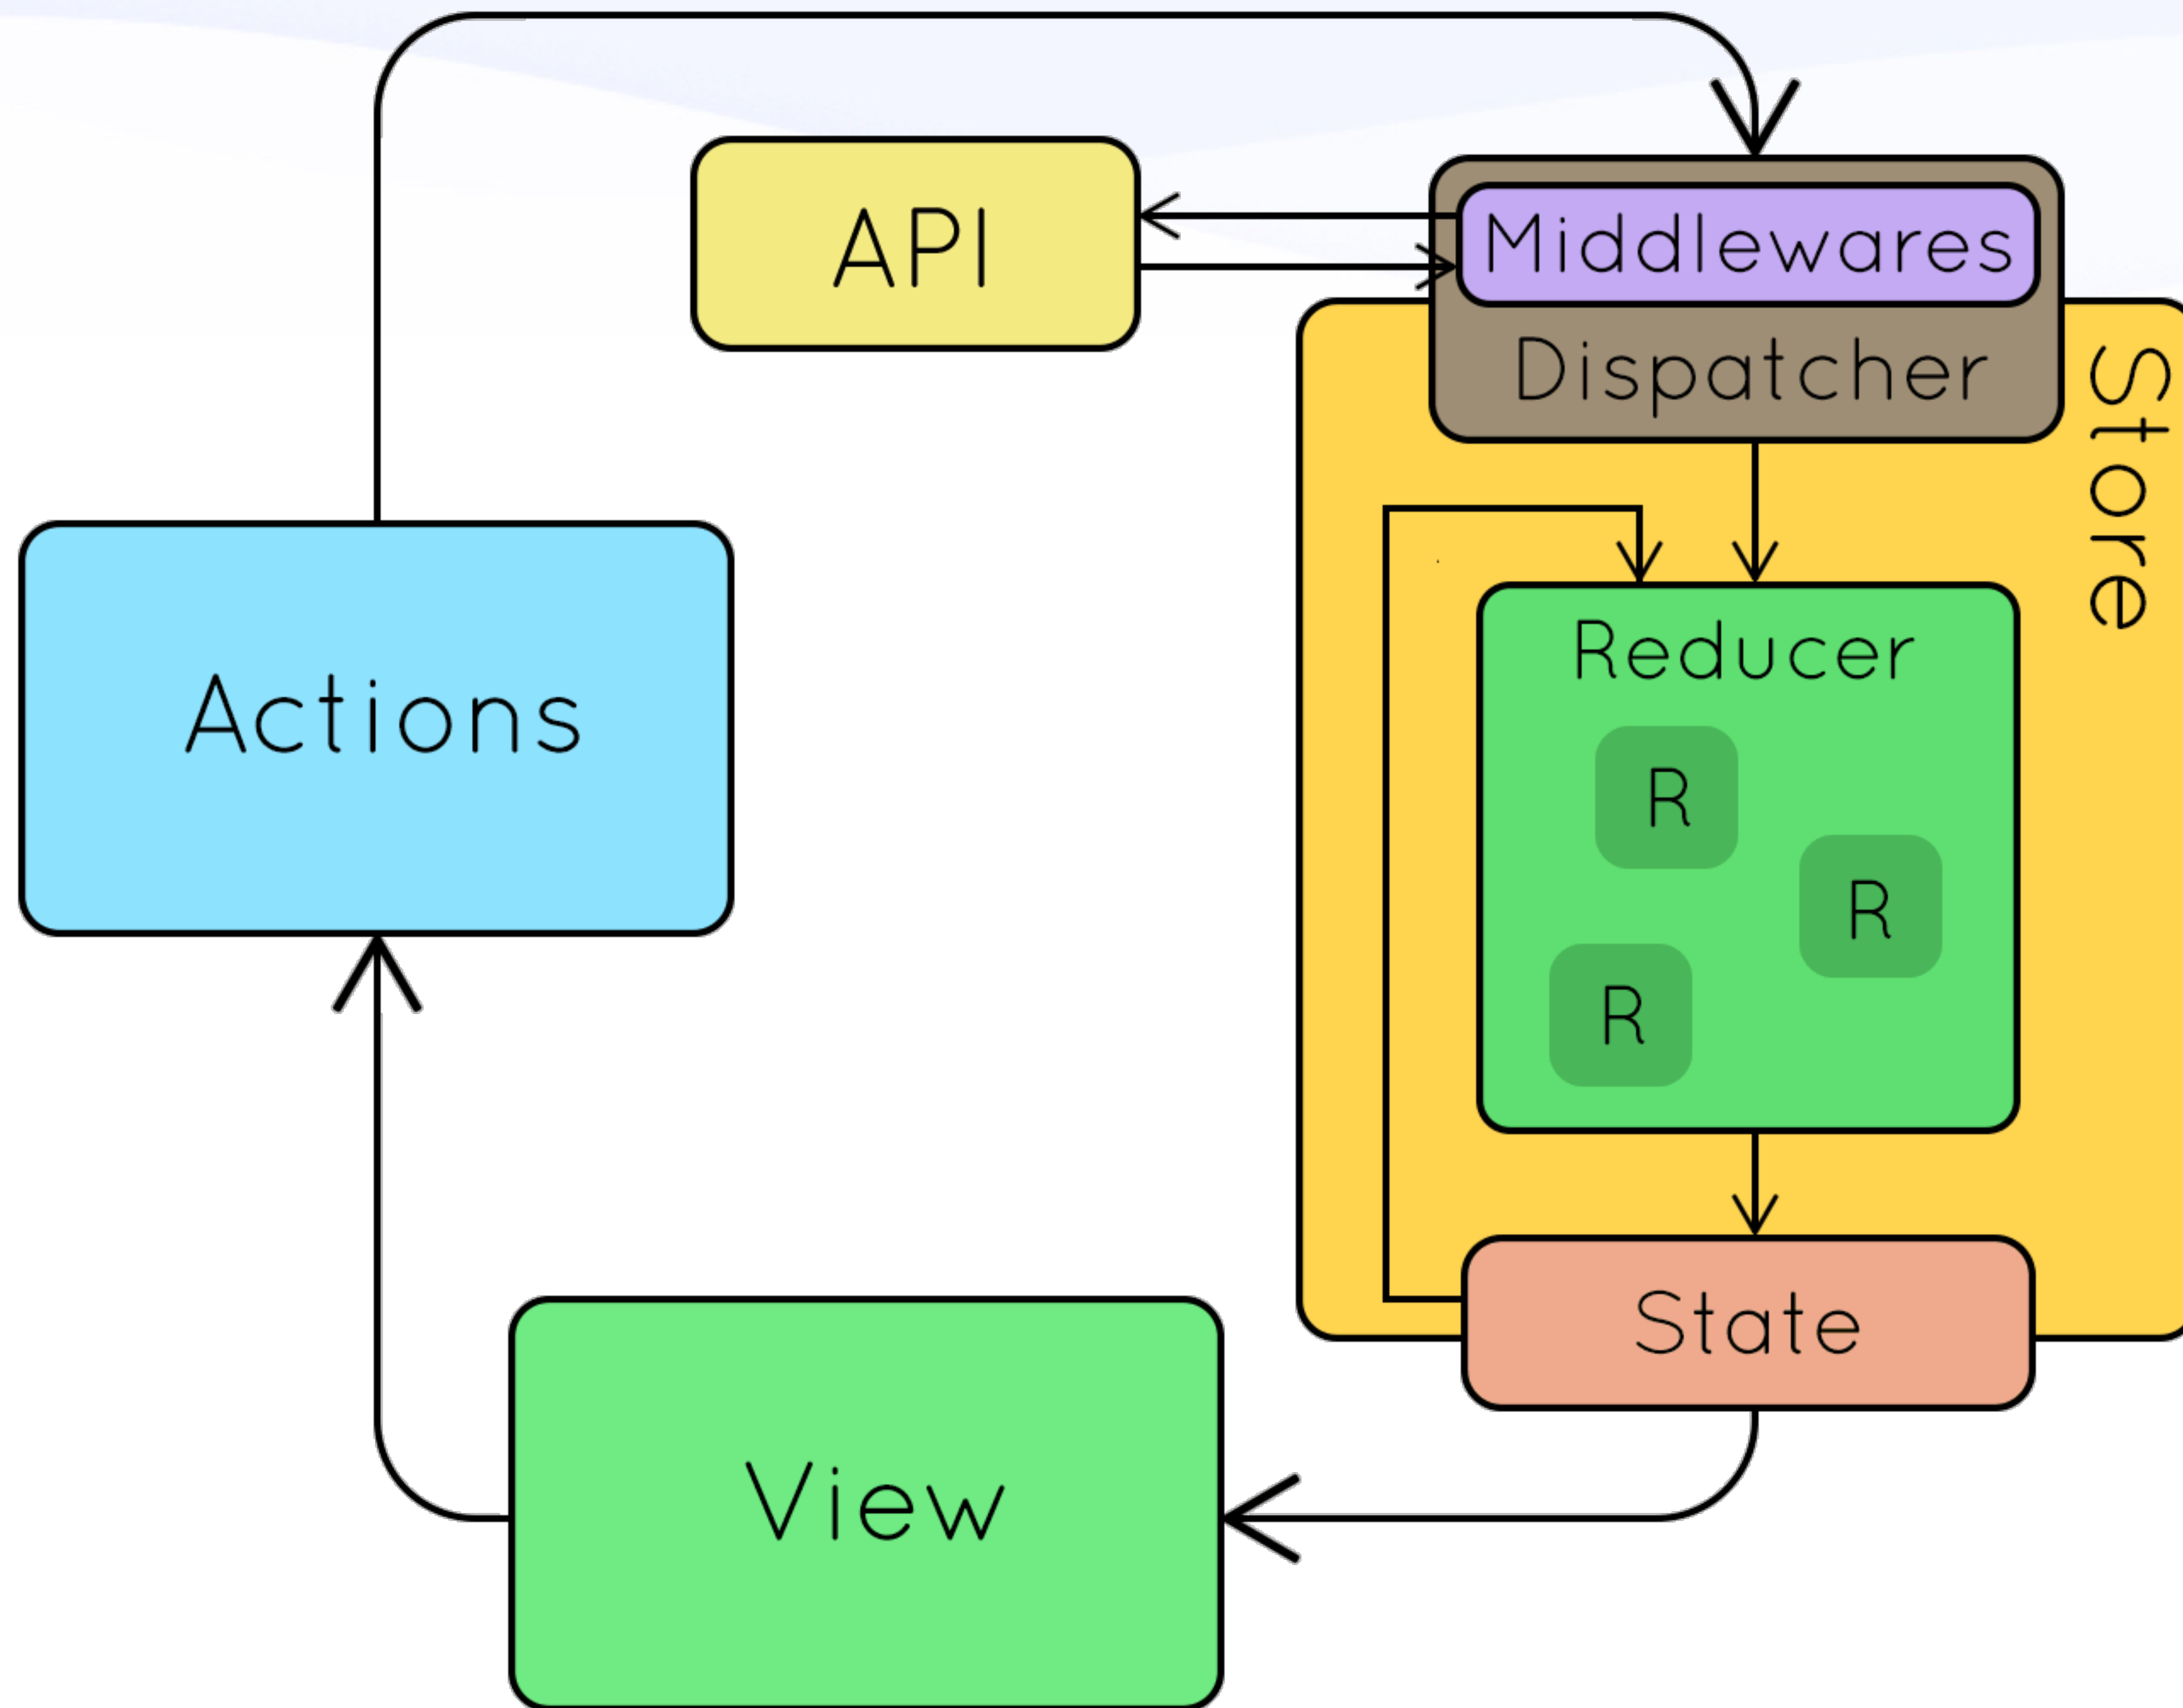 API
Middlewares
Dispatcher
Store
Actions
Reducer
R
R
R
State
View